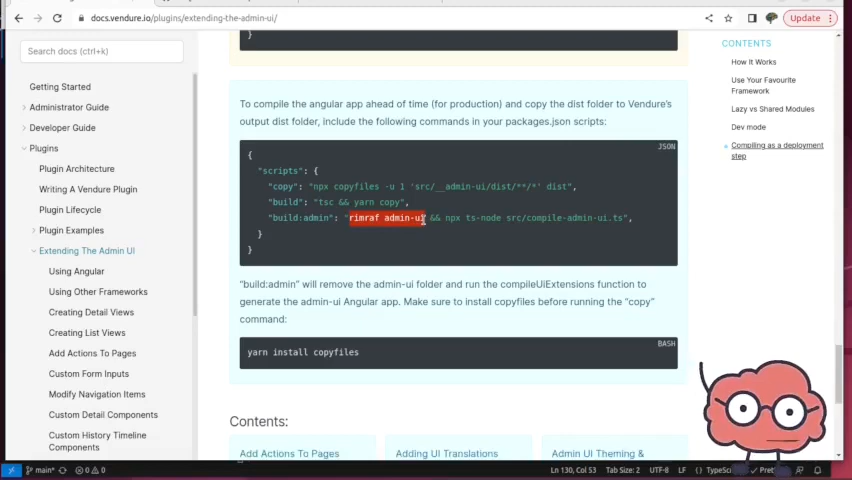 docs.vendure.io/plugins/extending-the-admin-ui/
Update
Search docs (ctrl+k)
Getting Started
Administrator Guide
Developer Guide
Plugins
Plugin Architecture
Writing A Vendure Plugin
Plugin Lifecycle
Plugin Examples
Extending The Admin UI
Using Angular
Using Other Frameworks
Creating Detail Views
Creating List Views
Add Actions To Pages
Custom Form Inputs
Modify Navigation Items
Custom Detail Components
Custom History Timeline
Components
}
To compile the angular app ahead of time (for production) and copy the dist folder to Vendure's
output dist folder, include the following commands in your packages.json scripts:
JSON
{
"scripts": {
"copy": "npx copyfiles -u 1 'src/__admin-ui/dist/**/*' dist",
"build": "tsc && yarn copy",
"build:admin": "rimraf admin-ui && npx ts-node src/compile-admin-ui.ts",
}
}
"build:admin" will remove the admin-ui folder and run the compileUiExtensions function to
generate the admin-ui Angular app. Make sure to install copyfiles before running the "copy"
command:
BASH
yarn install copyfiles
Contents:
Add Actions To Pages
Adding UI Translations
Admin UI Theming &
CONTENTS
How It Works
Use Your Favourite
Framework
Lazy vs Shared Modules
Dev mode
Compiling as a deployment
step
main*
0
0
Ln 130, Col 53
Tab Size: 2
UTF-8
LF
{} TypeSc
Pret